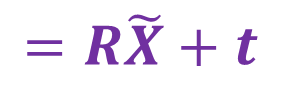 = RX̃ + t